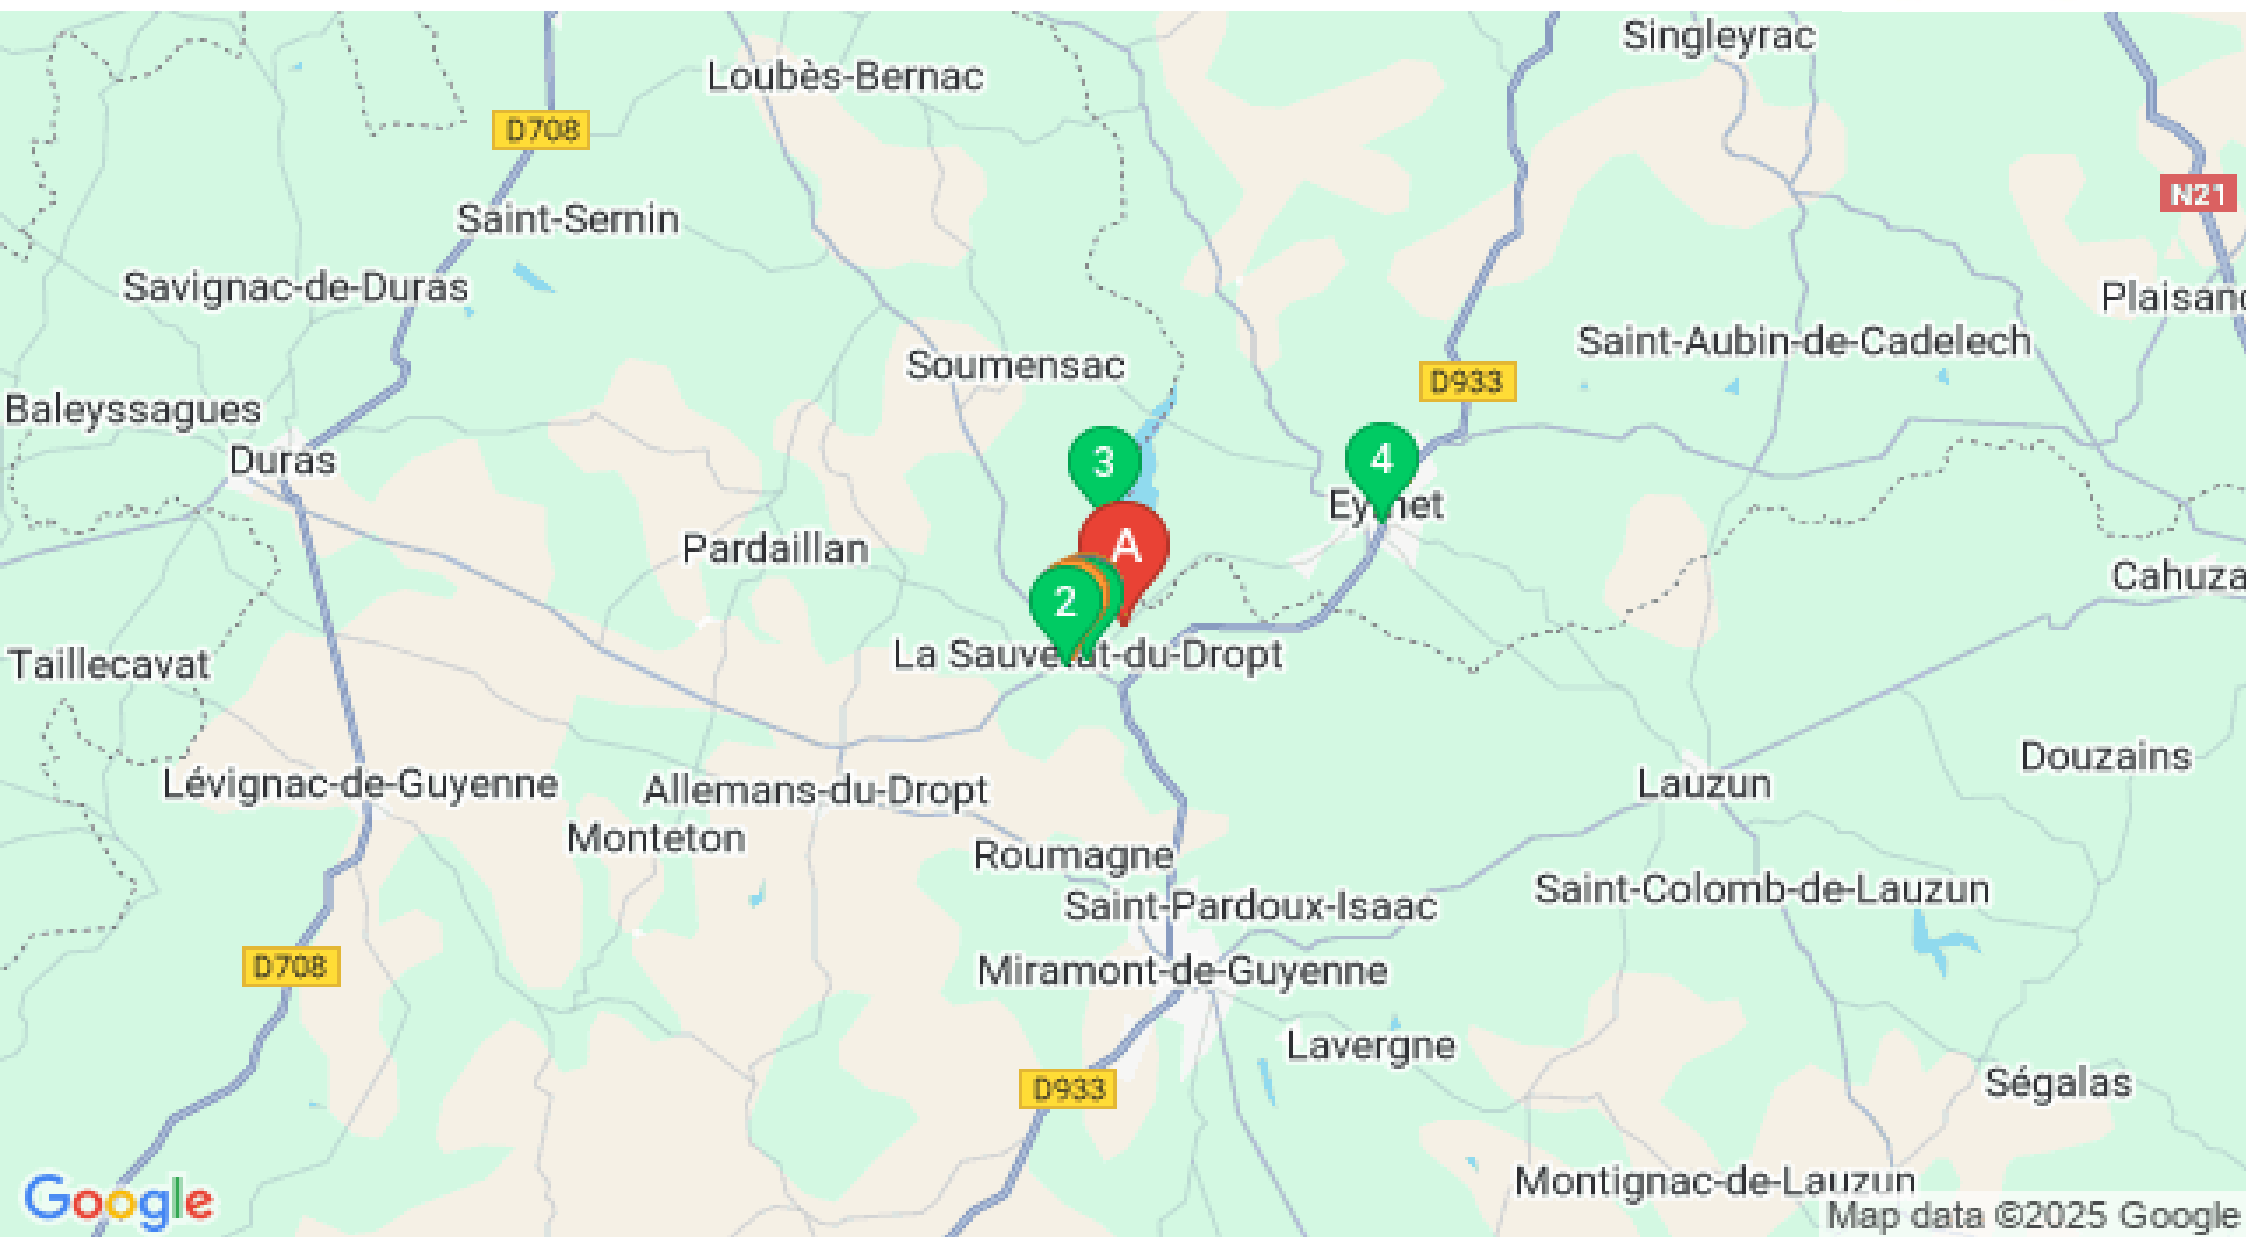 Singleyrac
Loubès-Bernac
D708
N21
Saint-Sernin
Savignac-de-Duras
Saint-Aubin-de-Cadelech
Soumensac
D933
Baleyssagues
Duras
3
4
Pardaillan
A
2
La Sauvetat-du-Dropt
Taillecavat
Lévignac-de-Guyenne
Allemans-du-Dropt
Lauzun
Douzains
Monteton
Roumagne
Saint-Pardoux-Isaac
Saint-Colomb-de-Lauzun
D708
Miramont-de-Guyenne
Lavergne
D933
Ségalas
Montignac-de-Lauzun
Google
Map data ©2025 Google